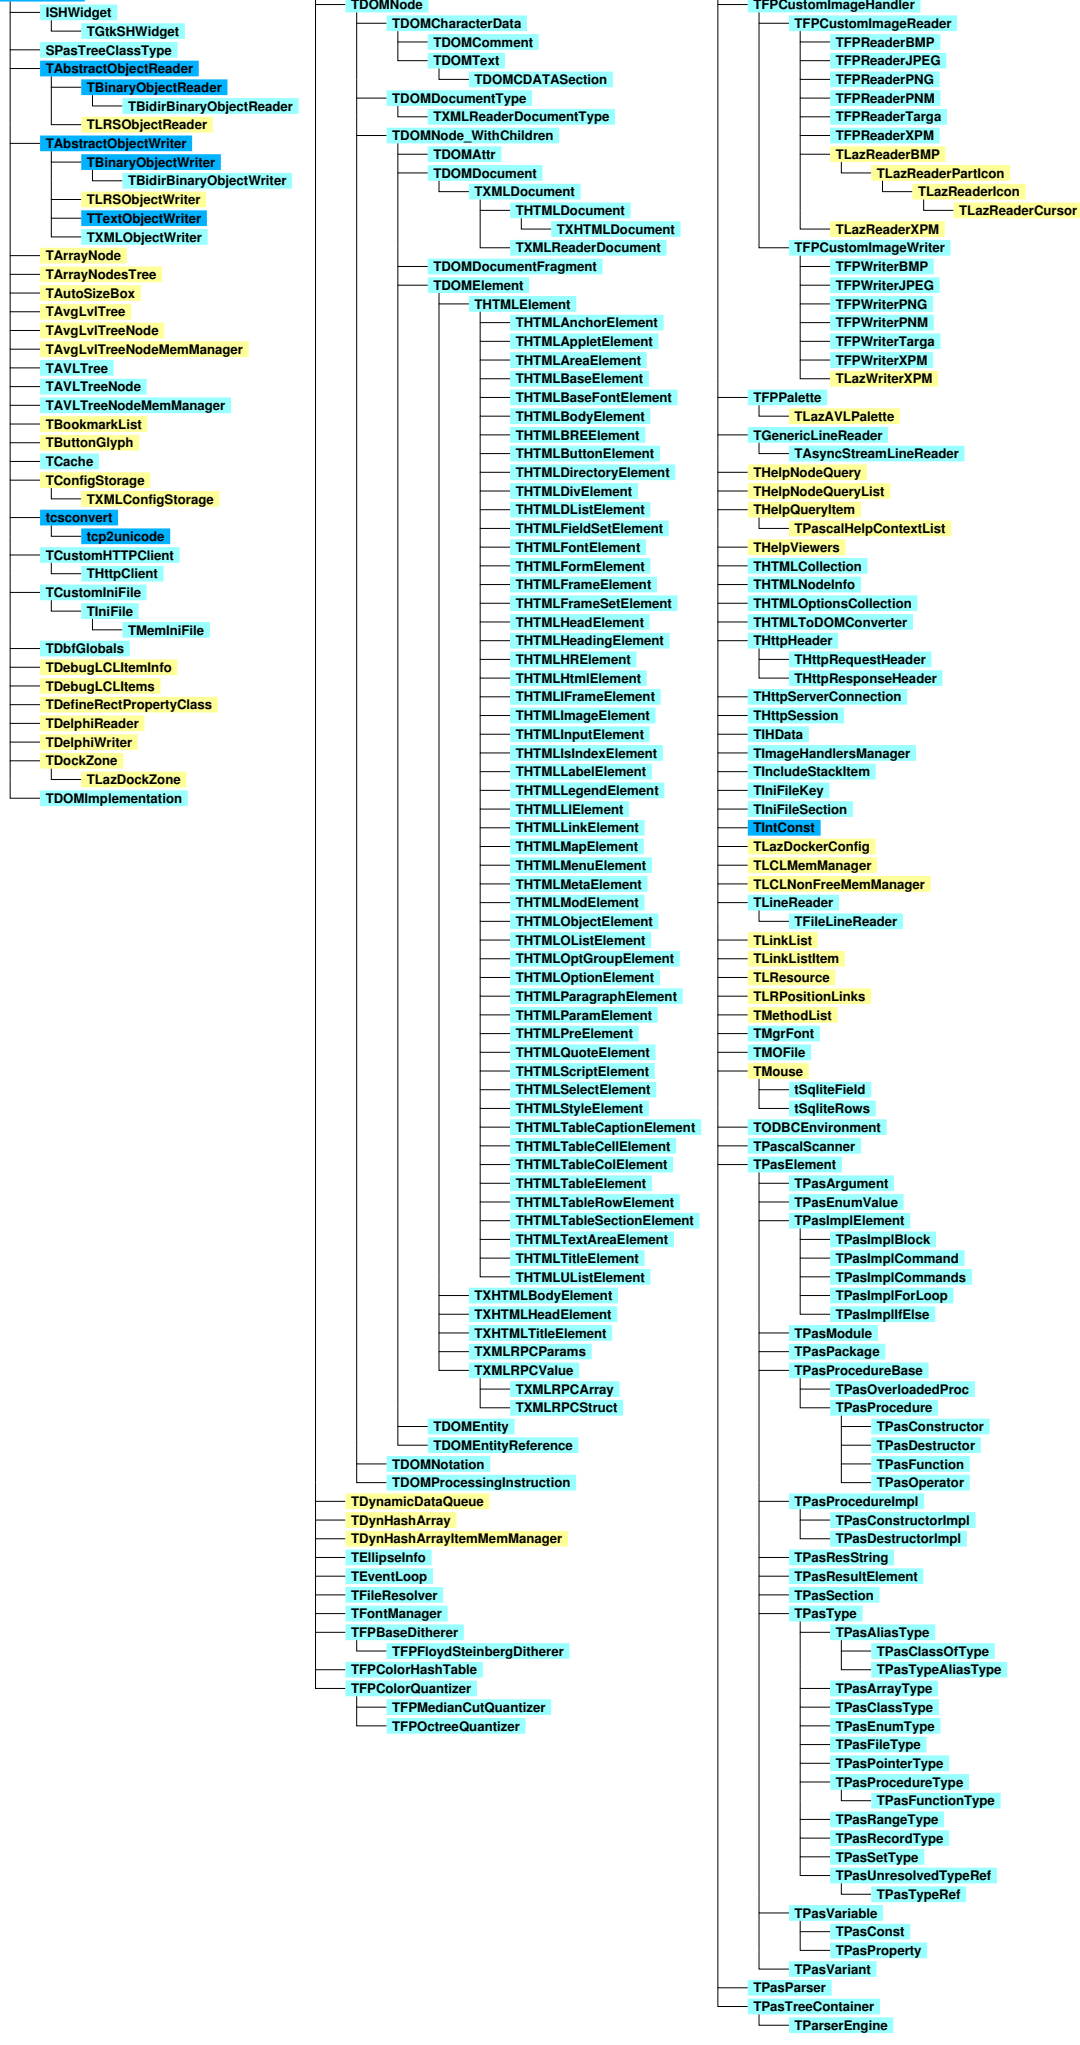 ISHWidget
TGtkSHWidget
SPasTreeClassType
TAbstractObjectReader
TBinaryObjectReader
TBidirBinaryObjectReader
TLRSObjectReader
TAbstractObjectWriter
TBinaryObjectWriter
TBidirBinaryObjectWriter
TLRSObjectWriter
TTextObjectWriter
TXMLObjectWriter
TArrayNode
TArrayNodesTree
TAutoSizeBox
TAvgLvlTree
TAvgLvlTreeNode
TAvgLvlTreeNodeMemManager
TAVLTree
TAVLTreeNode
TAVLTreeNodeMemManager
TBookmarkList
TButtonGlyph
TCache
TConfigStorage
TXMLConfigStorage
tcsconvert
tcp2unicode
TCustomHTTPClient
THttpClient
TCustomIniFile
TIniFile
TMemIniFile
TDbfGlobals
TDebugLCLItemInfo
TDebugLCLItems
TDefineRectPropertyClass
TDelphiReader
TDelphiWriter
TDockZone
TLazDockZone
TDOMImplementation
TDOMNode
TDOMCharacterData
TDOMComment
TDOMText
TDOMCDATASection
TDOMDocumentType
TXMLReaderDocumentType
TDOMNode_WithChildren
TDOMAttr
TDOMDocument
TXMLDocument
THTMLDocument
TXHTMLDocument
TXMLReaderDocument
TDOMDocumentFragment
TDOMElement
THTMLElement
THTMLAnchorElement
THTMLAppletElement
THTMLAreaElement
THTMLBaseElement
THTMLBaseFontElement
THTMLBodyElement
THTMLBREElement
THTMLButtonElement
THTMLDirectoryElement
THTMLDivElement
THTMLDListElement
THTMLFieldSetElement
THTMLFontElement
THTMLFormElement
THTMLFrameElement
THTMLFrameSetElement
THTMLHeadElement
THTMLHeadingElement
THTMLHRElement
THTMLHtmlElement
THTMLIFrameElement
THTMLImageElement
THTMLInputElement
THTMLIsIndexElement
THTMLLabelElement
THTMLLegendElement
THTMLLIElement
THTMLLinkElement
THTMLMapElement
THTMLMenuElement
THTMLMetaElement
THTMLModElement
THTMLObjectElement
THTMLOListElement
THTMLOptGroupElement
THTMLOptionElement
THTMLParagraphElement
THTMLParamElement
THTMLPreElement
THTMLQuoteElement
THTMLScriptElement
THTMLSelectElement
THTMLStyleElement
THTMLTableCaptionElement
THTMLTableCellElement
THTMLTableColElement
THTMLTableElement
THTMLTableRowElement
THTMLTableSectionElement
THTMLTextAreaElement
THTMLTitleElement
THTMLUListElement
TXHTMLBodyElement
TXHTMLHeadElement
TXHTMLTitleElement
TXMLRPCParams
TXMLRPCValue
TXMLRPCArray
TXMLRPCStruct
TDOMEntity
TDOMEntityReference
TDOMNotation
TDOMProcessingInstruction
TDynamicDataQueue
TDynHashArray
TDynHashArrayItemMemManager
TEllipseInfo
TEventLoop
TFileResolver
TFontManager
TFPBaseDitherer
TFPFloydSteinbergDitherer
TFPColorHashTable
TFPColorQuantizer
TFPMedianCutQuantizer
TFPOctreeQuantizer
TFPCustomImageHandler
TFPCustomImageReader
TFPReaderBMP
TFPReaderJPEG
TFPReaderPNG
TFPReaderPNM
TFPReaderTarga
TFPReaderXPM
TLazReaderBMP
TLazReaderPartIcon
TLazReaderIcon
TLazReaderCursor
TLazReaderXPM
TFPCustomImageWriter
TFPWriterBMP
TFPWriterJPEG
TFPWriterPNG
TFPWriterPNM
TFPWriterTarga
TFPWriterXPM
TLazWriterXPM
TFPPalette
TLazAVLPalette
TGenericLineReader
TAsyncStreamLineReader
THelpNodeQuery
THelpNodeQueryList
THelpQueryItem
TPascalHelpContextList
THelpViewers
THTMLCollection
THTMLNodeInfo
THTMLOptionsCollection
THTMLToDOMConverter
THttpHeader
THttpRequestHeader
THttpResponseHeader
THttpServerConnection
THttpSession
TIHData
TImageHandlersManager
TIncludeStackItem
TIniFileKey
TIniFileSection
TIntConst
TLazDockerConfig
TLCLMemManager
TLCLNonFreeMemManager
TLineReader
TFileLineReader
TLinkList
TLinkListItem
TLResource
TLRPositionLinks
TMethodList
TMgrFont
TMOFile
TMouse
tSqliteField
tSqliteRows
TODBCEnvironment
TPascalScanner
TPasElement
TPasArgument
TPasEnumValue
TPasImplElement
TPasImplBlock
TPasImplCommand
TPasImplCommands
TPasImplForLoop
TPasImplIfElse
TPasModule
TPasPackage
TPasProcedureBase
TPasOverloadedProc
TPasProcedure
TPasConstructor
TPasDestructor
TPasFunction
TPasOperator
TPasProcedureImpl
TPasConstructorImpl
TPasDestructorImpl
TPasResString
TPasResultElement
TPasSection
TPasType
TPasAliasType
TPasClassOfType
TPasTypeAliasType
TPasArrayType
TPasClassType
TPasEnumType
TPasFileType
TPasPointerType
TPasProcedureType
TPasFunctionType
TPasRangeType
TPasRecordType
TPasSetType
TPasUnresolvedTypeRef
TPasTypeRef
TPasVariable
TPasConst
TPasProperty
TPasVariant
TPasParser
TPasTreeContainer
TParserEngine